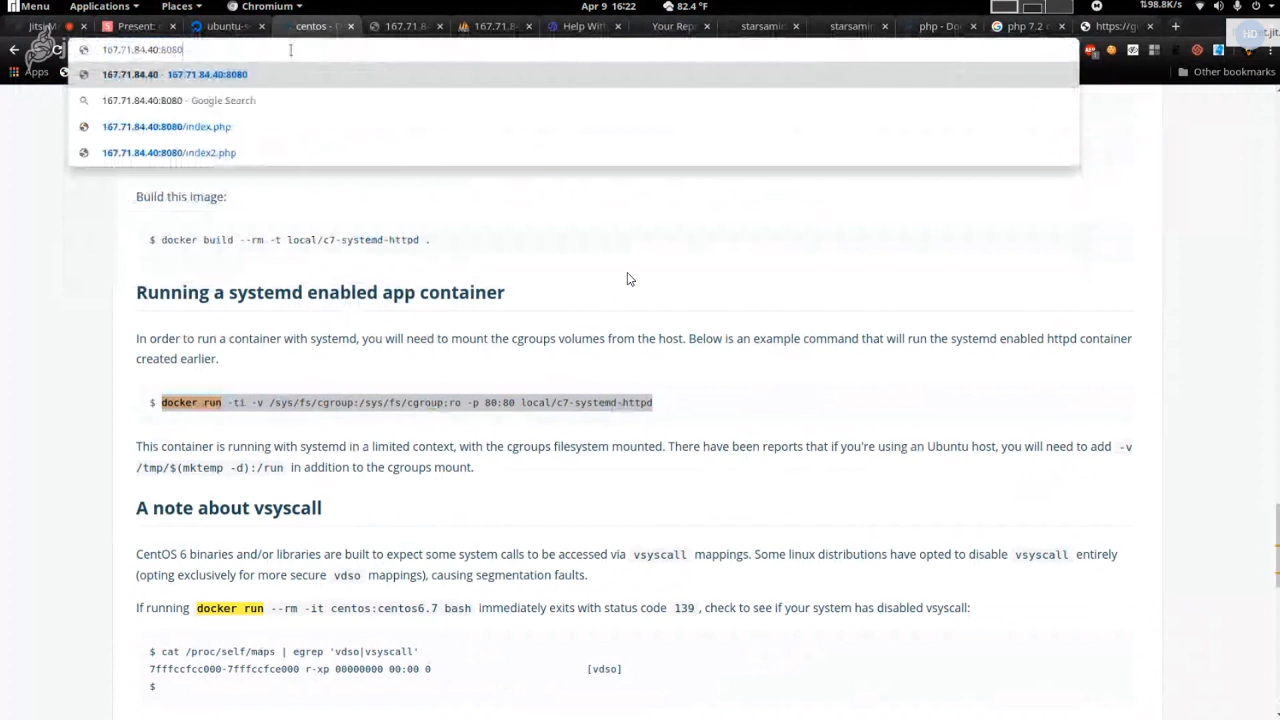 Menu Applications Places Chromium Apr 9 16:22 82.4 °F 98.8K/s
Jitsi M Present: ubuntu-s centos - D 167.71.8 167.71.8 Help Wit Your Rep starsamin starsamin php - Do php 7.2 https://g
167.71.84.40:8080 HD
Apps Other bookmarks
167.71.84.40 - 167.71.84.40:8080
167.71.84.40:8080 - Google Search
167.71.84.40:8080/index.php
167.71.84.40:8080/index2.php
Build this image:
$ docker build --rm -t local/c7-systemd-httpd .
Running a systemd enabled app container
In order to run a container with systemd, you will need to mount the cgroups volumes from the host. Below is an example command that will run the systemd enabled httpd container
created earlier.
$ docker run -ti -v /sys/fs/cgroup:/sys/fs/cgroup:ro -p 80:80 local/c7-systemd-httpd
This container is running with systemd in a limited context, with the cgroups filesystem mounted. There have been reports that if you're using an Ubuntu host, you will need to add -v
/tmp/$(mktemp -d):/run in addition to the cgroups mount.
A note about vsyscall
CentOS 6 binaries and/or libraries are built to expect some system calls to be accessed via vsyscall mappings. Some linux distributions have opted to disable vsyscall entirely
(opting exclusively for more secure vdso mappings), causing segmentation faults.
If running docker run --rm -it centos:centos6.7 bash immediately exits with status code 139 , check to see if your system has disabled vsyscall:
$ cat /proc/self/maps | egrep 'vdso|vsyscall'
7fffccfcc000-7fffccfce000 r-xp 00000000 00:00 0 [vdso]
$